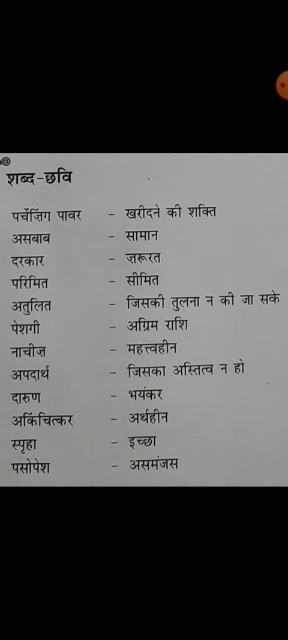 @
शब्द-छवि
पर्चेज़िंग पावर - खरीदने की शक्ति
असबाब - सामान
दरकार - ज़रूरत
परिमित - सीमित
अतुलित - जिसकी तुलना न की जा सके
पेशगी - अग्रिम राशि
नाचीज़ - महत्त्वहीन
अपदार्थ - जिसका अस्तित्व न हो
दारुण - भयंकर
अकिंचित्कर - अर्थहीन
स्पृहा - इच्छा
पसोपेश - असमंजस